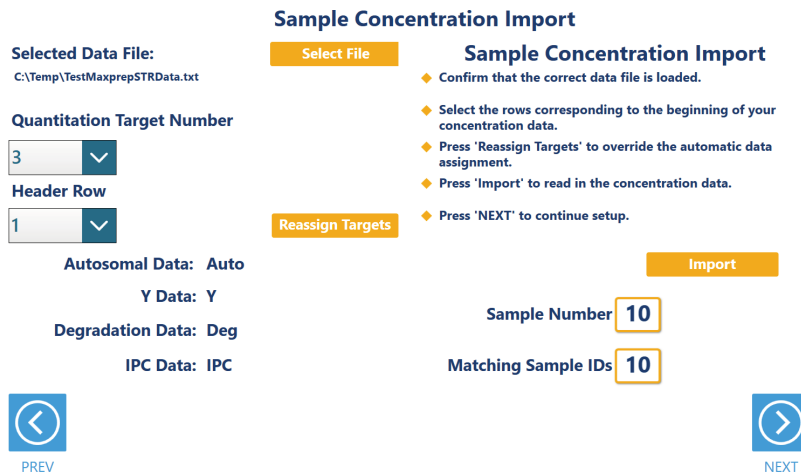 Sample Concentration Import
Selected Data File:
Select File
C:\Temp\TestMaxprepSTRData.txt
Quantitation Target Number
3
Header Row
1
Reassign Targets
Autosomal Data: Auto
Y Data: Y
Degradation Data: Deg
IPC Data: IPC
Sample Concentration Import
Confirm that the correct data file is loaded.
Select the rows corresponding to the beginning of your
concentration data.
Press 'Reassign Targets' to override the automatic data
assignment.
Press 'Import' to read in the concentration data.
Press 'NEXT' to continue setup.
Import
Sample Number 10
Matching Sample IDs 10
PREV
NEXT